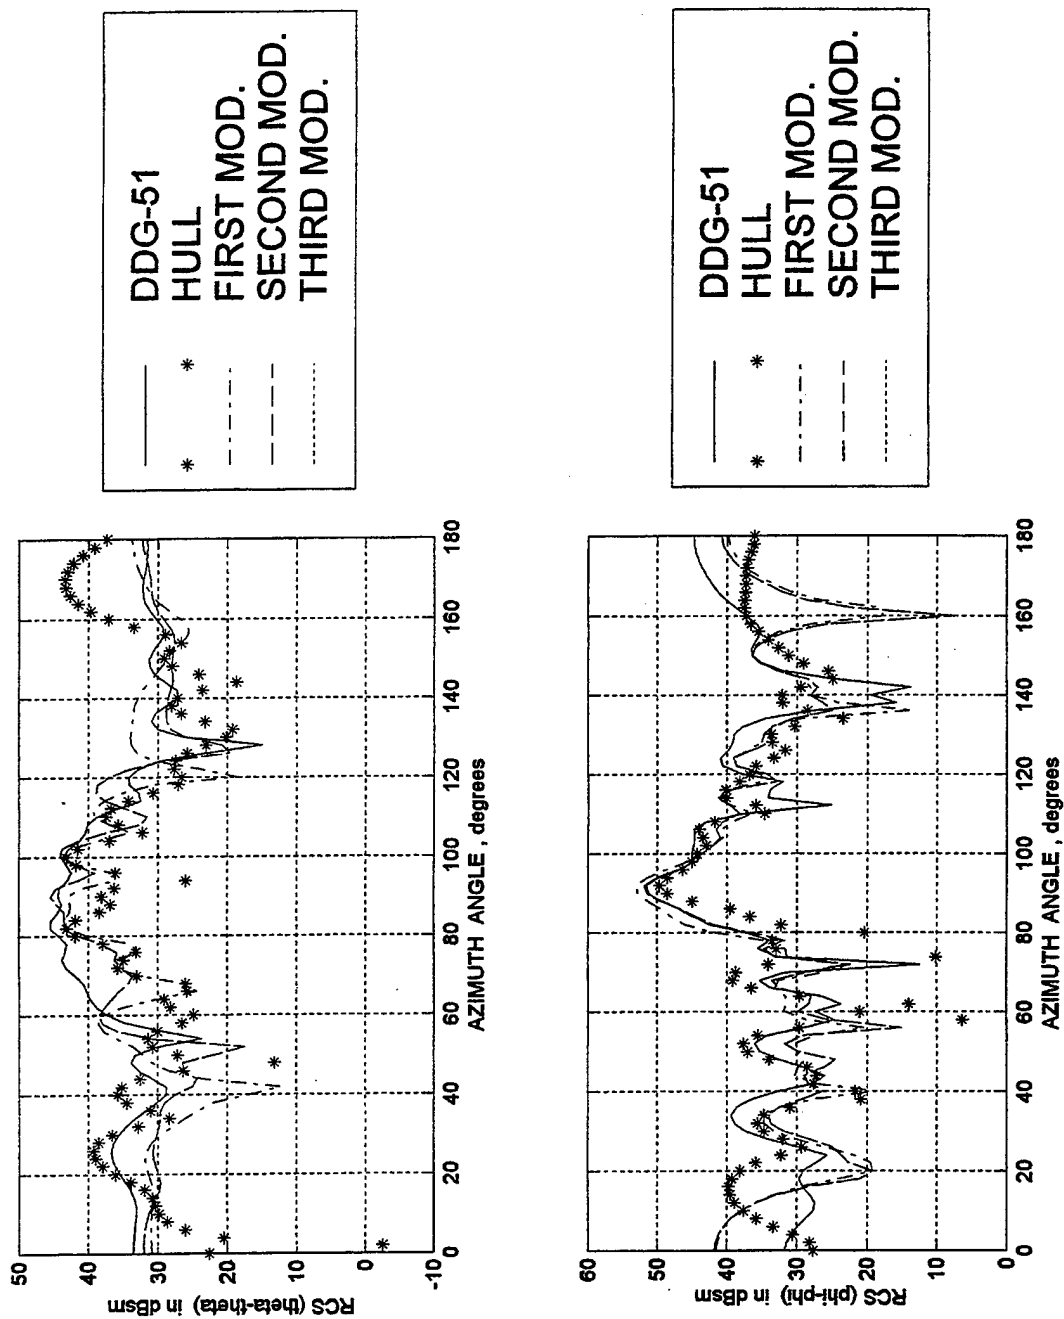 DDG-51
HULL
FIRST MOD.
SECOND MOD.
THIRD MOD.
50
40
30
20
10
0
-10
RCS (theta-theta) in dBsm
0
20
40
60
80
100
120
140
160
180
AZIMUTH ANGLE , degrees
DDG-51
HULL
FIRST MOD.
SECOND MOD.
THIRD MOD.
60
50
40
30
20
10
0
RCS (phi-phi) in dBsm
0
20
40
60
80
100
120
140
160
180
AZIMUTH ANGLE , degrees